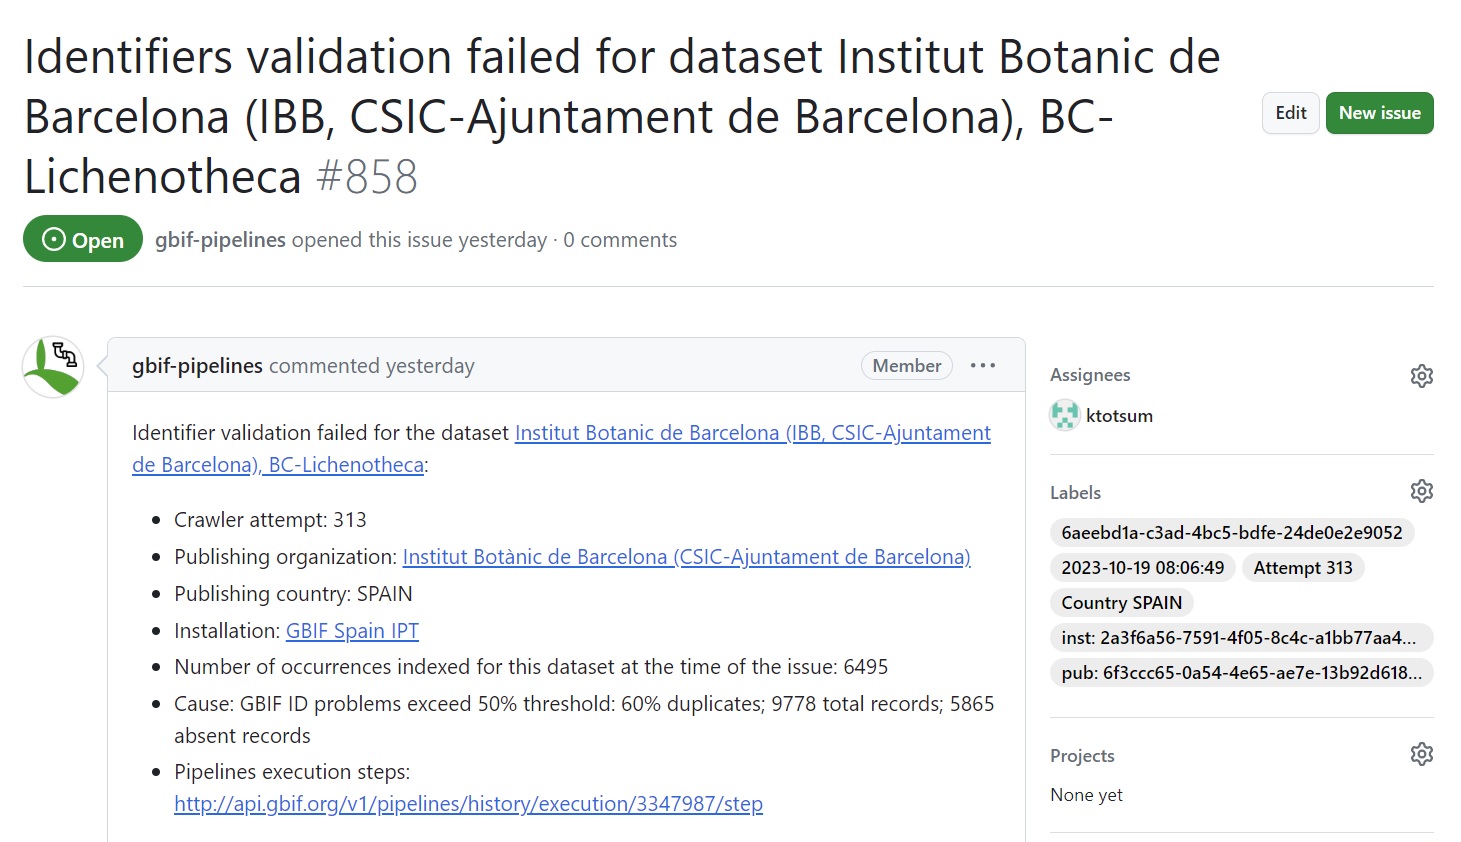 Identifiers validation failed for dataset Institut Botanic de
Barcelona (IBB, CSIC-Ajuntament de Barcelona), BC-
Lichenotheca #858
Edit
New issue
Open
gbif-pipelines opened this issue yesterday · 0 comments
gbif-pipelines commented yesterday
Member
Identifier validation failed for the dataset Institut Botanic de Barcelona (IBB, CSIC-Ajuntament
de Barcelona), BC-Lichenotheca:
• Crawler attempt: 313
• Publishing organization: Institut Botànic de Barcelona (CSIC-Ajuntament de Barcelona)
• Publishing country: SPAIN
• Installation: GBIF Spain IPT
• Number of occurrences indexed for this dataset at the time of the issue: 6495
• Cause: GBIF ID problems exceed 50% threshold: 60% duplicates; 9778 total records; 5865
absent records
• Pipelines execution steps:
http://api.gbif.org/v1/pipelines/history/execution/3347987/step
Assignees
ktotsum
Labels
6aeebd1a-c3ad-4bc5-bdfe-24de0e2e9052
2023-10-19 08:06:49
Attempt 313
Country SPAIN
inst: 2a3f6a56-7591-4f05-8c4c-a1bb77aa4...
pub: 6f3ccc65-0a54-4e65-ae7e-13b92d618...
Projects
None yet